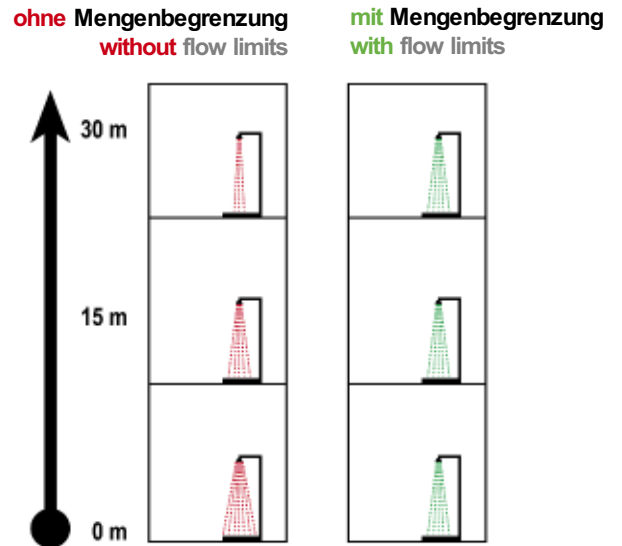 ohne Mengenbegrenzung
without flow limits
mit Mengenbegrenzung
with flow limits
30 m
15 m
0 m